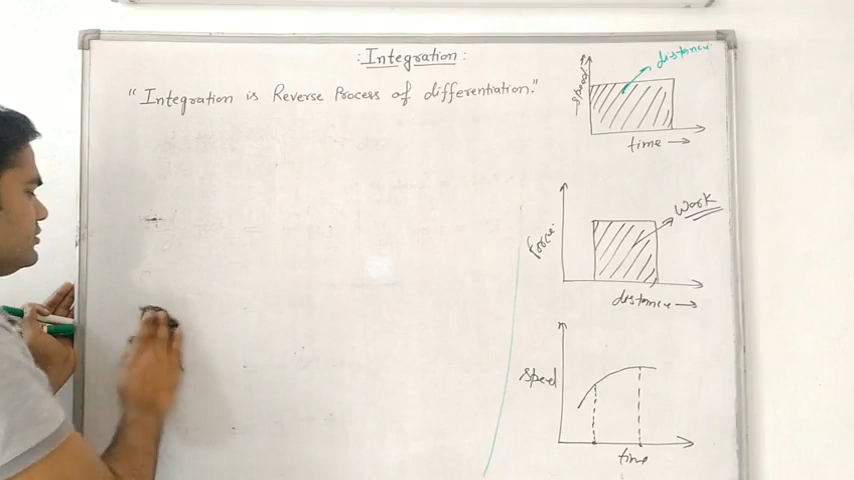 : Integration :
"Integration is Reverse Process of differentiation."
distance.
speed
time →
Work
force.
distance →
speed
time